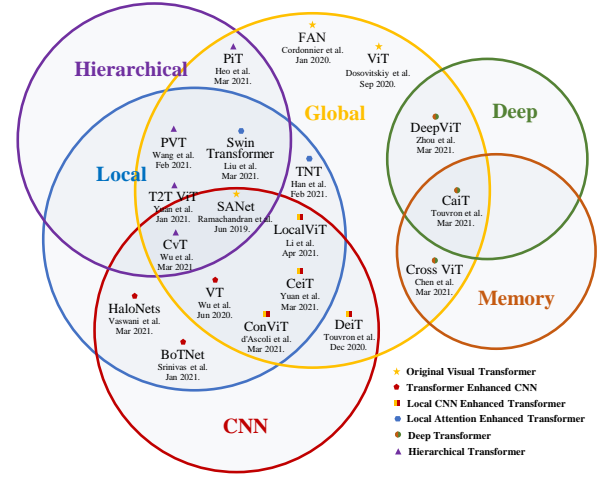 FAN
Cordonnier et al.
Jan 2020.
PiT
Heo et al.
Mar 2021.
ViT
Dosovitskiy et al.
Sep 2020.
Hierarchical
Global
Deep
DeepViT
Zhou et al.
Mar 2021.
PVT
Wang et al.
Feb 2021.
Swin
Transformer
Liu et al.
Mar 2021.
TNT
Han et al.
Feb 2021.
Local
T2T ViT
Yuan et al.
Jan 2021.
SANet
Ramachandran et al.
Jun 2019.
CaiT
Touvron et al.
Mar 2021.
LocalViT
Li et al.
Apr 2021.
CvT
Wu et al.
Mar 2021
Cross ViT
Chen et al.
Mar 2021.
Memory
HaloNets
Vaswani et al.
Mar 2021.
VT
Wu et al.
Jun 2020.
CeiT
Yuan et al.
Mar 2021.
ConViT
d'Ascoli et al.
Mar 2021.
DeiT
Touvron et al.
Dec 2020.
BoTNet
Srinivas et al.
Jan 2021.
CNN
Original Visual Transformer
Transformer Enhanced CNN
Local CNN Enhanced Transformer
Local Attention Enhanced Transformer
Deep Transformer
Hierarchical Transformer